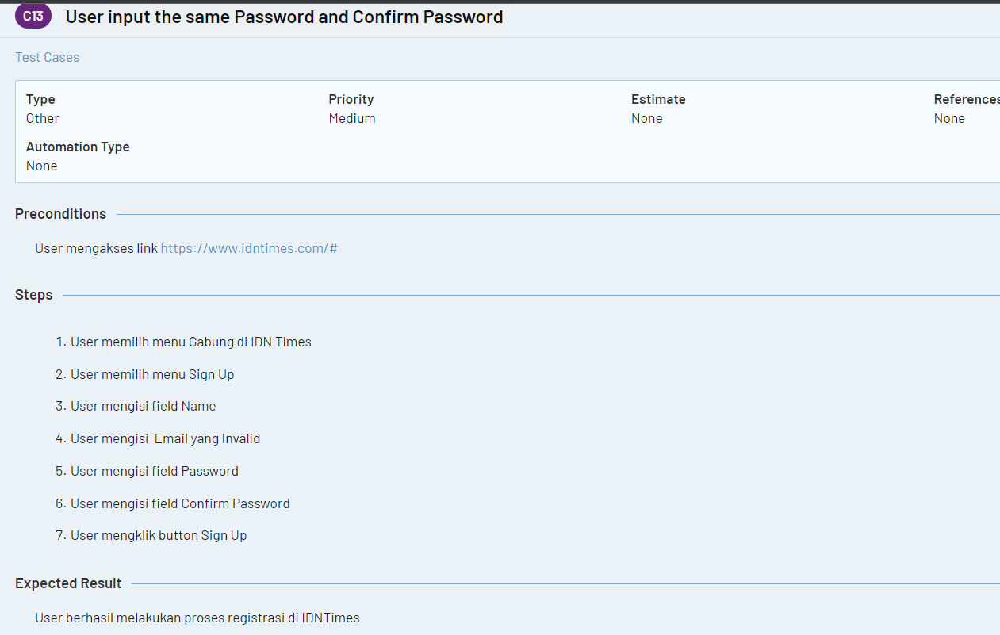 C13 User input the same Password and Confirm Password
Test Cases
Type Priority Estimate References
Other Medium None None
Automation Type
None
Preconditions
User mengakses link https://www.idntimes.com/#
Steps
1. User memilih menu Gabung di IDN Times
2. User memilih menu Sign Up
3. User mengisi field Name
4. User mengisi  Email yang Invalid
5. User mengisi field Password
6. User mengisi field Confirm Password
7. User mengklik button Sign Up
Expected Result
User berhasil melakukan proses registrasi di IDNTimes